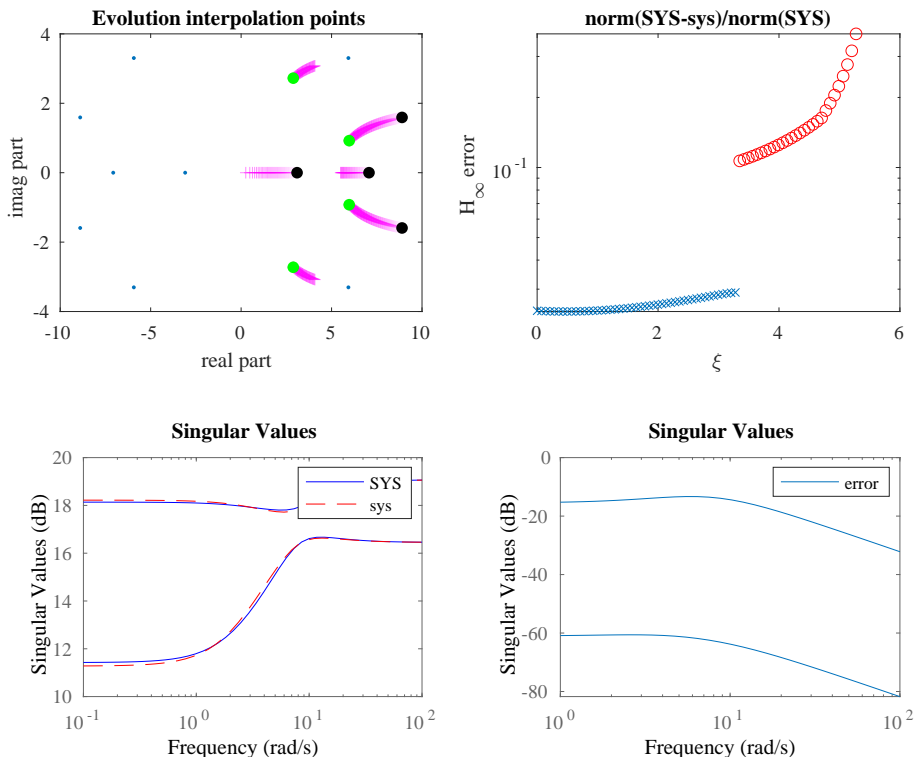 Evolution interpolation points
4
2
0
-2
-4
-10
-5
0
5
10
imag part
real part
norm(SYS-sys)/norm(SYS)
10^-1
0
2
4
6
H∞ error
ξ
Singular Values
20
18
16
14
12
10
10^-1
10^0
10^1
10^2
Singular Values (dB)
Frequency (rad/s)
SYS
sys
Singular Values
0
-20
-40
-60
-80
10^0
10^1
10^2
Singular Values (dB)
Frequency (rad/s)
error